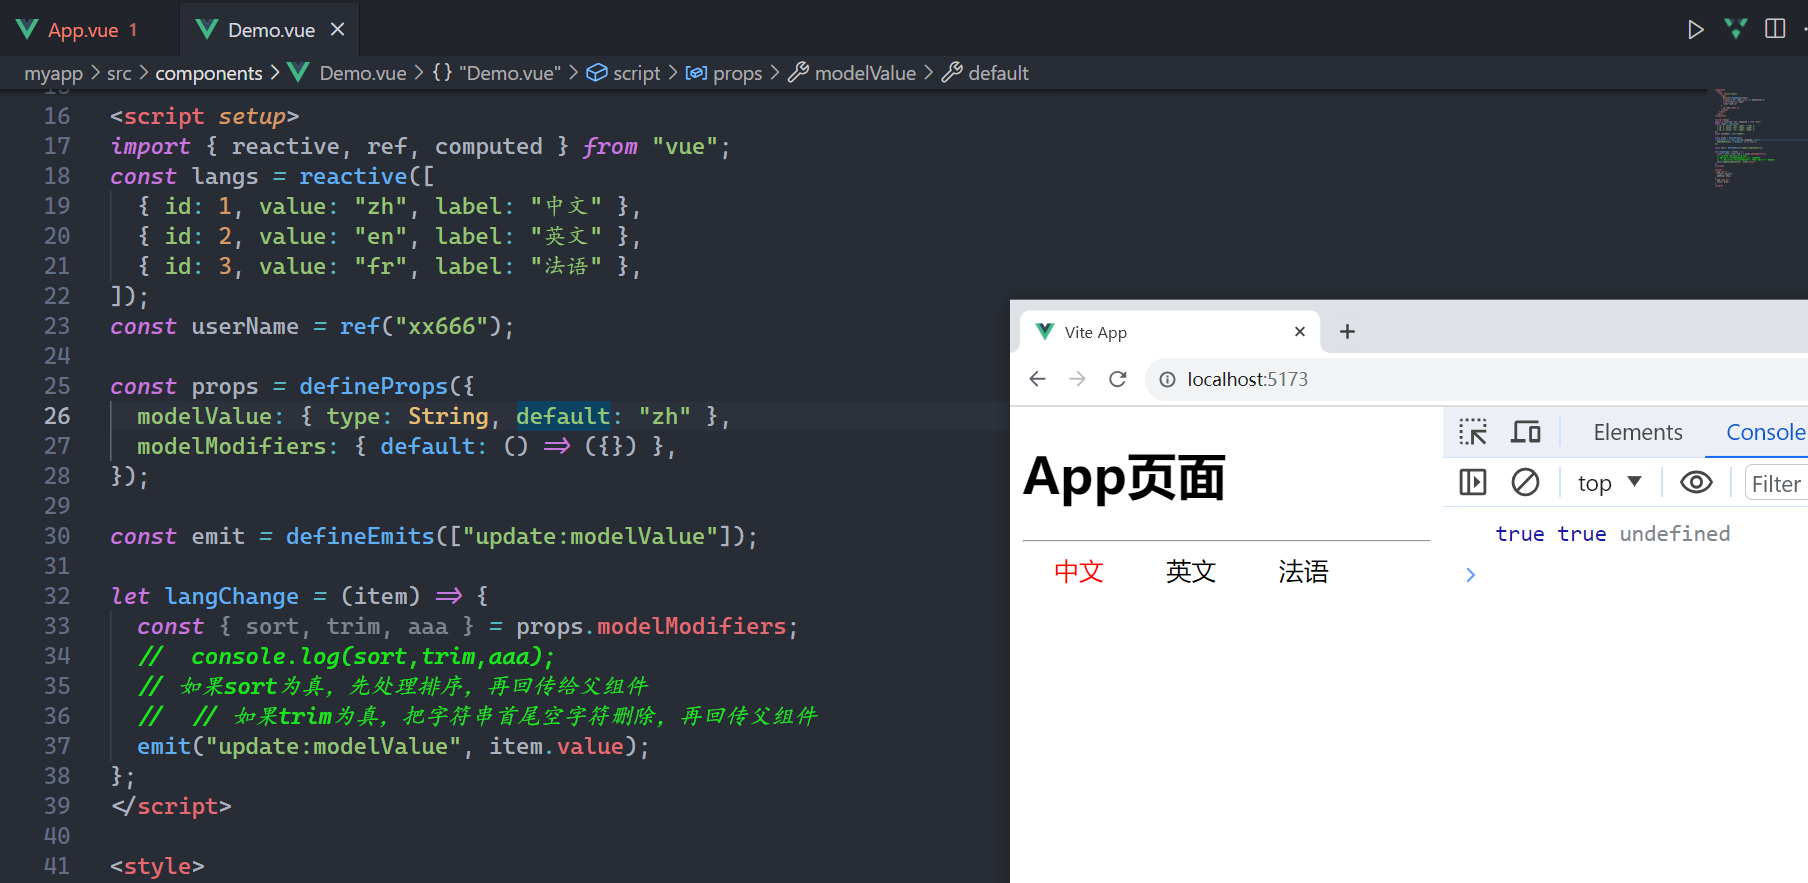 App.vue 1 Demo.vue
myapp > src > components > Demo.vue > {} "Demo.vue" > script > props > modelValue > default
16 <script setup>
17 import { reactive, ref, computed } from "vue";
18 const langs = reactive([
19 { id: 1, value: "zh", label: "中文" },
20 { id: 2, value: "en", label: "英文" },
21 { id: 3, value: "fr", label: "法语" },
22 ]);
23 const userName = ref("xx666");
24
25 const props = defineProps({
26 modelValue: { type: String, default: "zh" },
27 modelModifiers: { default: () => ({}) },
28 });
29
30 const emit = defineEmits(["update:modelValue"]);
31
32 let langChange = (item) => {
33 const { sort, trim, aaa } = props.modelModifiers;
34 // console.log(sort,trim,aaa);
35 // 如果sort为真，先处理排序，再回传给父组件
36 // // 如果trim为真，把字符串首尾空字符删除，再回传父组件
37 emit("update:modelValue", item.value);
38 };
39 </script>
40
41 <style>
Vite App
localhost:5173
App页面
中文 英文 法语
Elements Console
top Filter
true true undefined